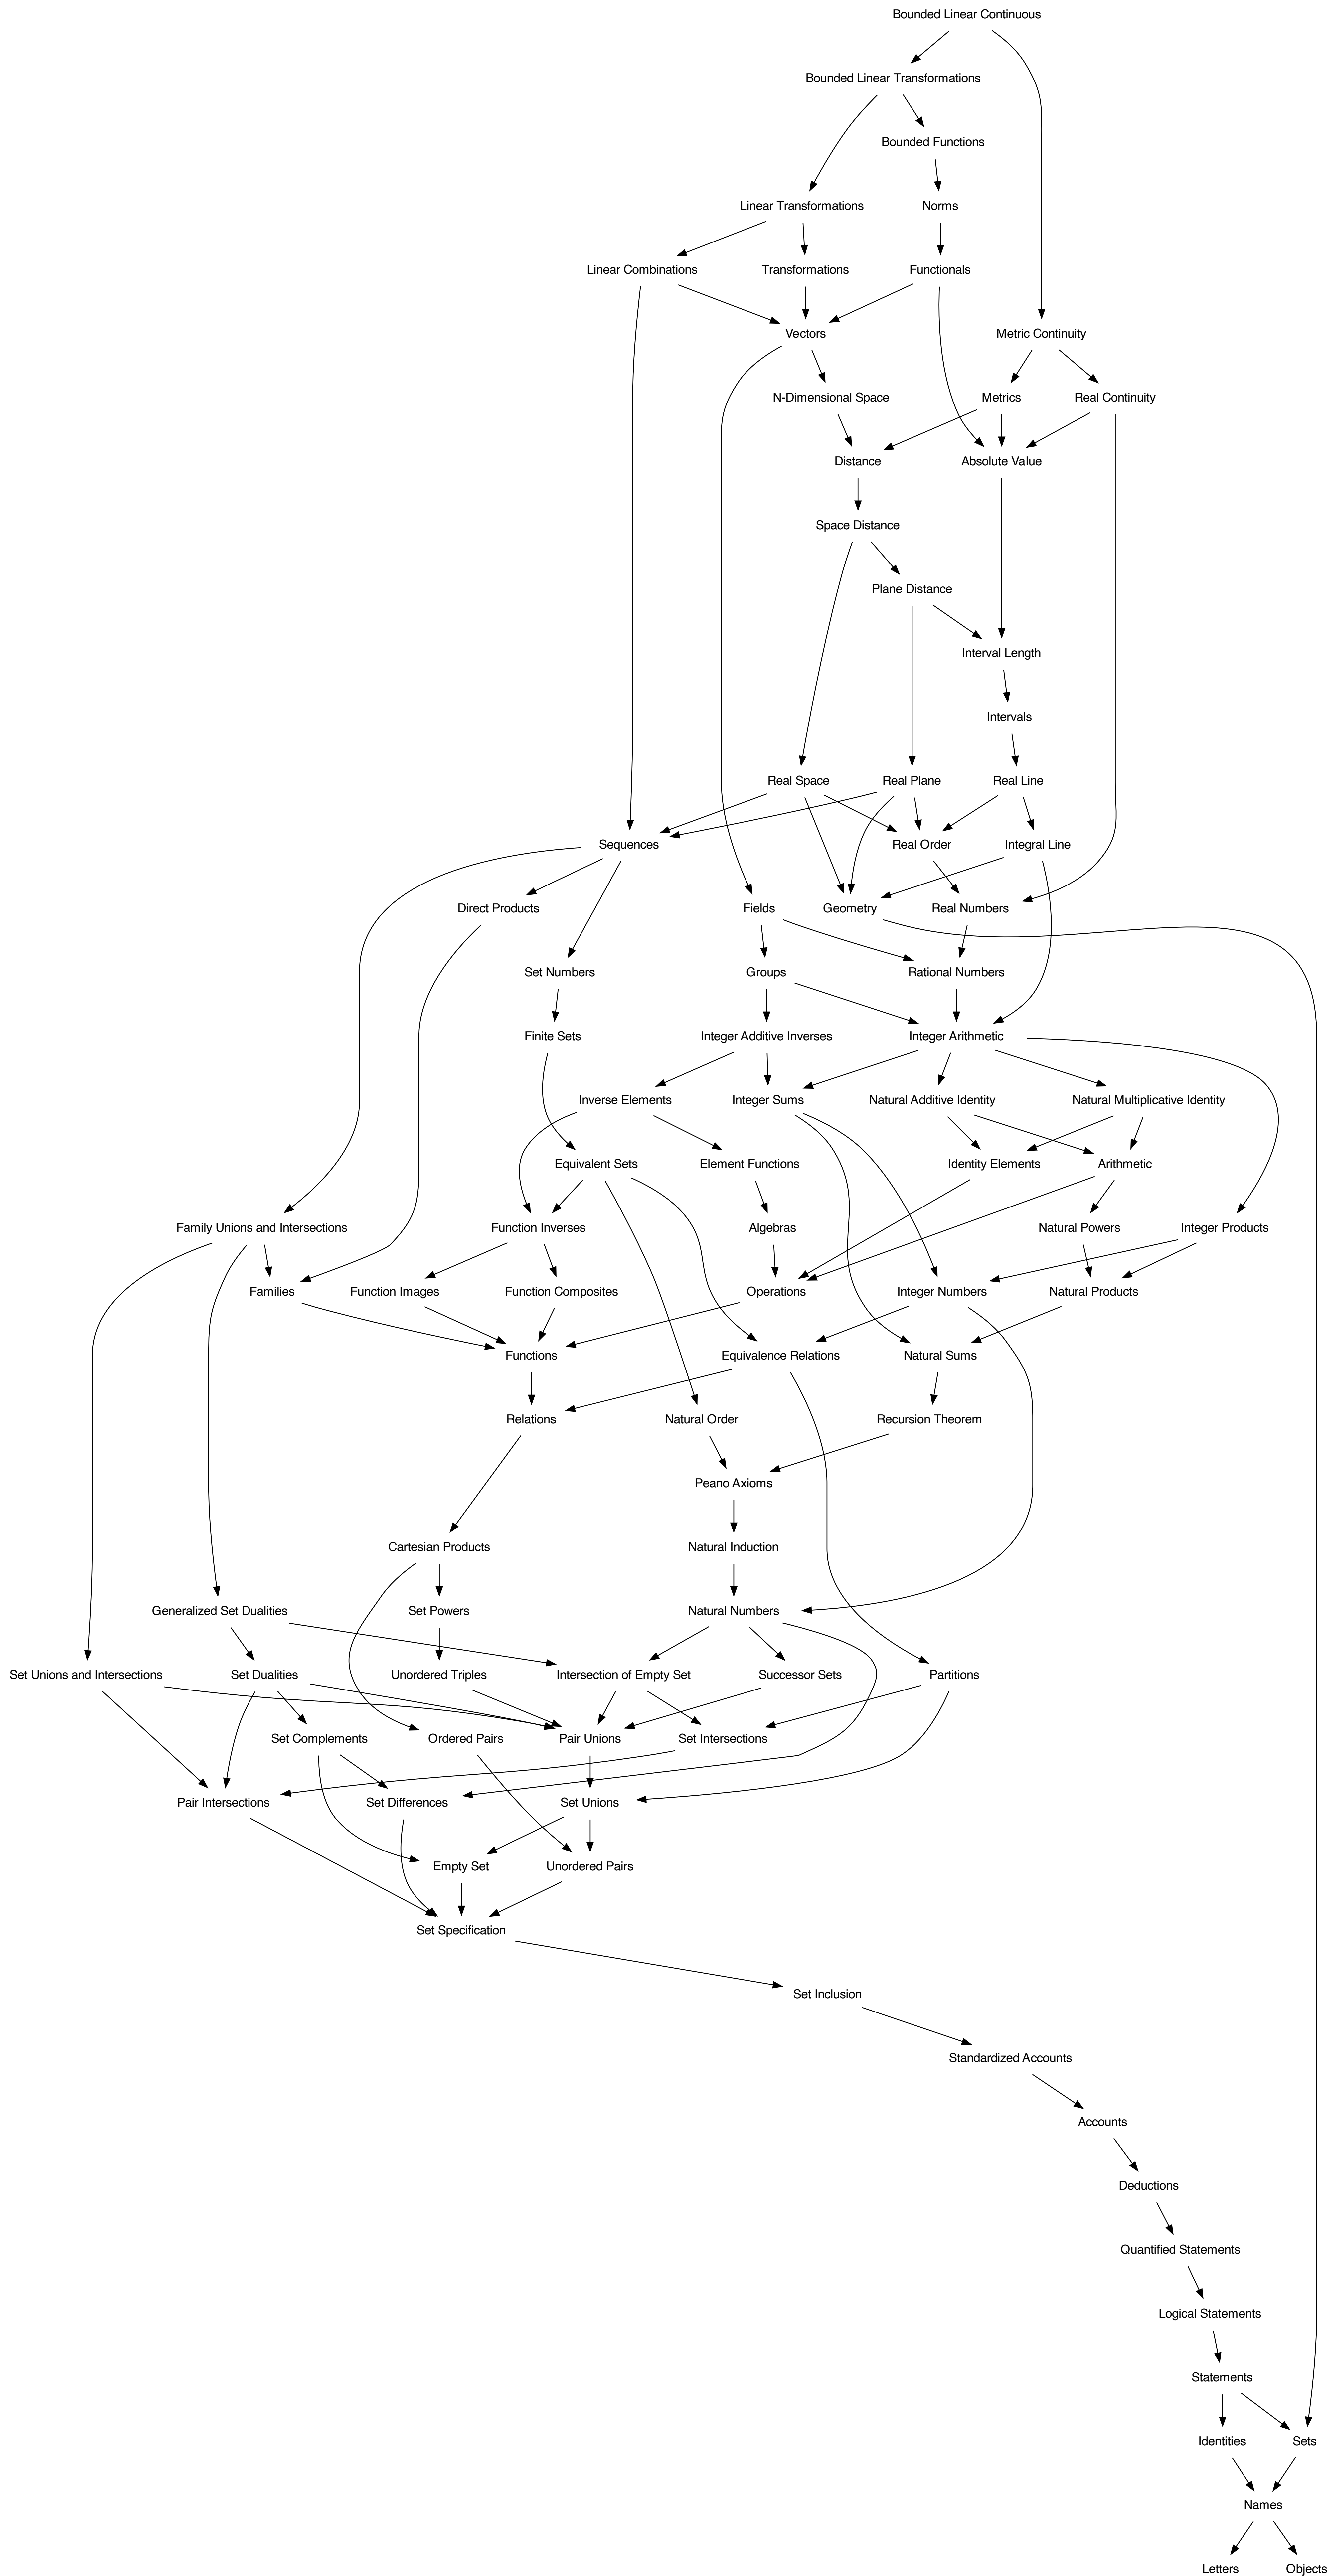 Bounded Linear Continuous
Bounded Linear Transformations
Bounded Functions
Linear Transformations
Norms
Linear Combinations
Transformations
Functionals
Vectors
Metric Continuity
N-Dimensional Space
Metrics
Real Continuity
Distance
Absolute Value
Space Distance
Plane Distance
Interval Length
Intervals
Real Space
Real Plane
Real Line
Sequences
Real Order
Integral Line
Direct Products
Fields
Geometry
Real Numbers
Set Numbers
Groups
Rational Numbers
Finite Sets
Integer Additive Inverses
Integer Arithmetic
Inverse Elements
Integer Sums
Natural Additive Identity
Natural Multiplicative Identity
Equivalent Sets
Element Functions
Identity Elements
Arithmetic
Family Unions and Intersections
Function Inverses
Algebras
Natural Powers
Integer Products
Families
Function Images
Function Composites
Operations
Integer Numbers
Natural Products
Functions
Equivalence Relations
Natural Sums
Relations
Natural Order
Recursion Theorem
Peano Axioms
Cartesian Products
Natural Induction
Generalized Set Dualities
Set Powers
Natural Numbers
Set Unions and Intersections
Set Dualities
Unordered Triples
Intersection of Empty Set
Successor Sets
Partitions
Set Complements
Ordered Pairs
Pair Unions
Set Intersections
Pair Intersections
Set Differences
Set Unions
Empty Set
Unordered Pairs
Set Specification
Set Inclusion
Standardized Accounts
Accounts
Deductions
Quantified Statements
Logical Statements
Statements
Identities
Sets
Names
Letters
Objects